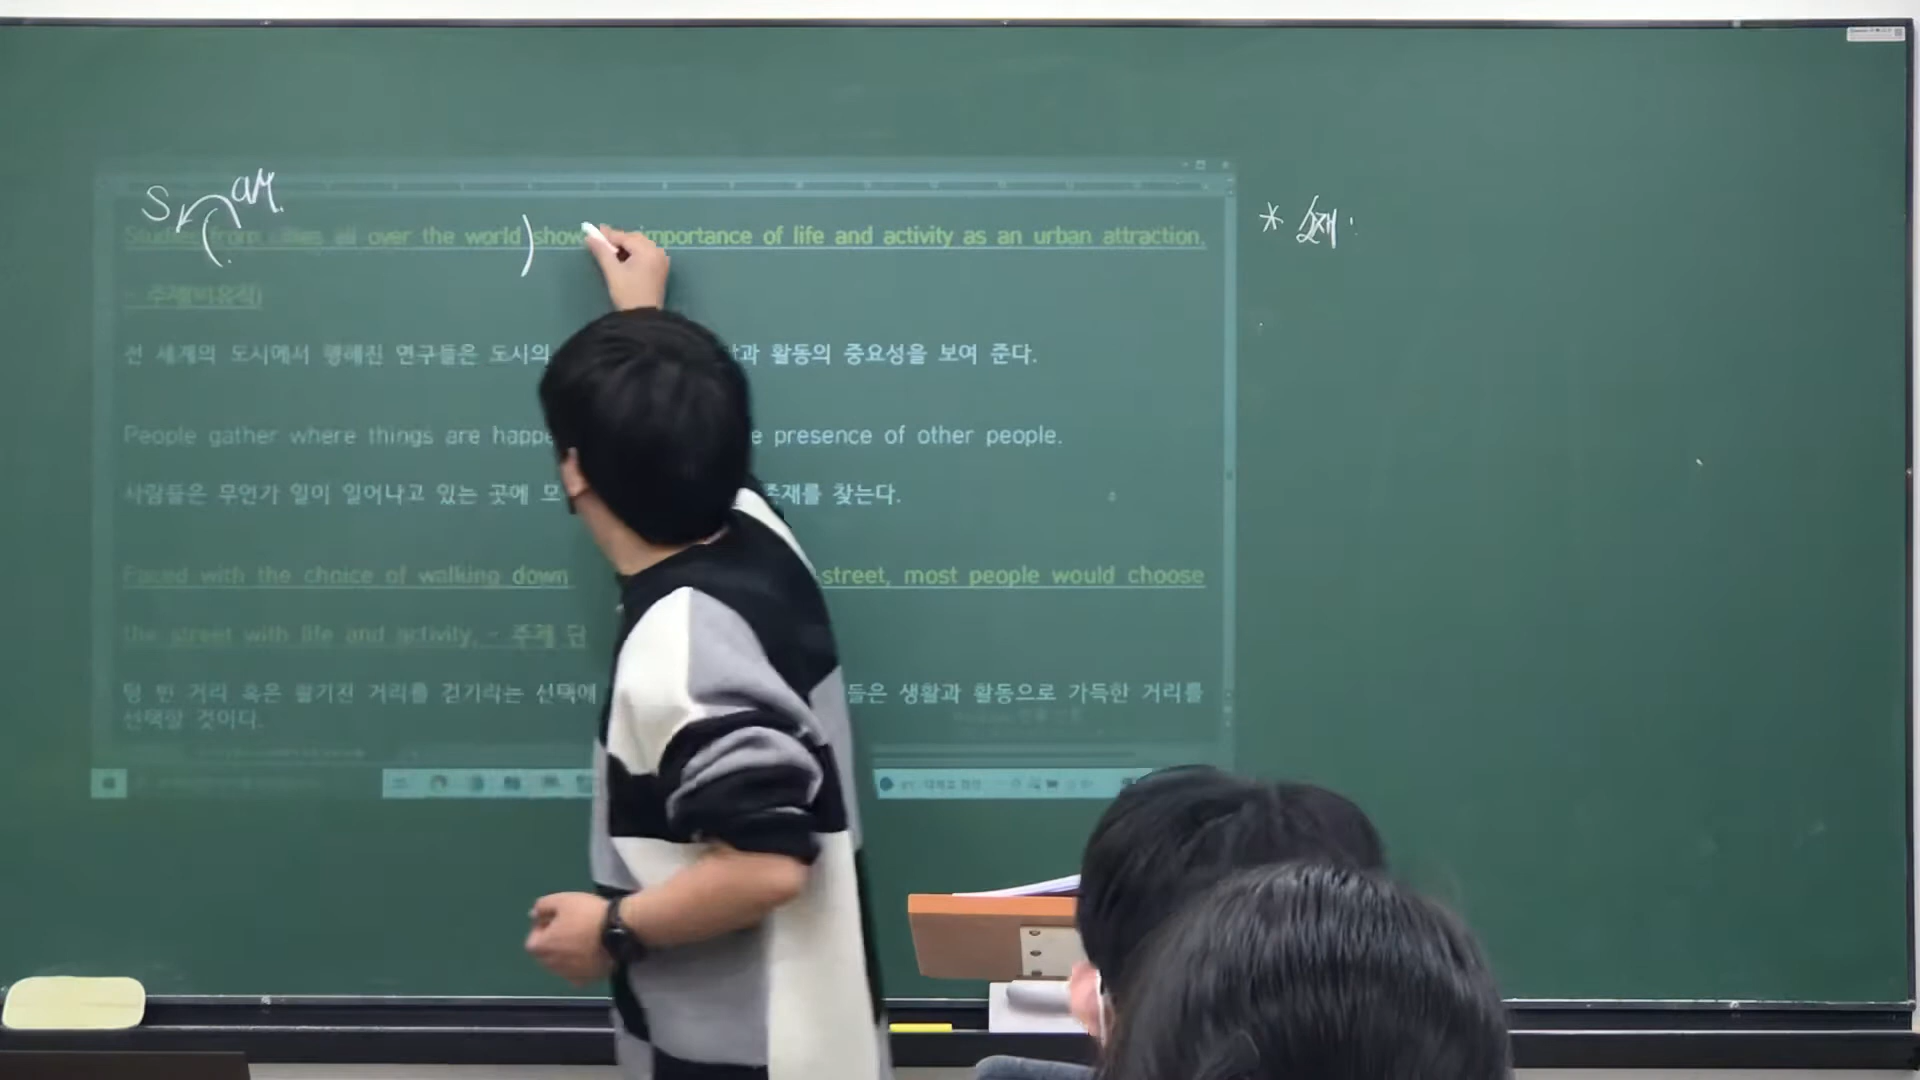 S
* 소재:
Studies from cities all over the world show importance of life and activity as an urban attraction.
- 주제(비유적)
전 세계의 도시에서 행해진 연구들은 도시의 활동의 중요성을 보여 준다.
People gather where things are presence of other people.
사람들은 무언가 일이 일어나고 있는 곳에 존재를 찾는다.
Faced with the choice of walking down street, most people would choose
the street with life and activity. - 주제
텅 빈 거리 혹은 활기진 거리를 걷기라는 선택에 생활과 활동으로 가득한 거리를
선택할 것이다.